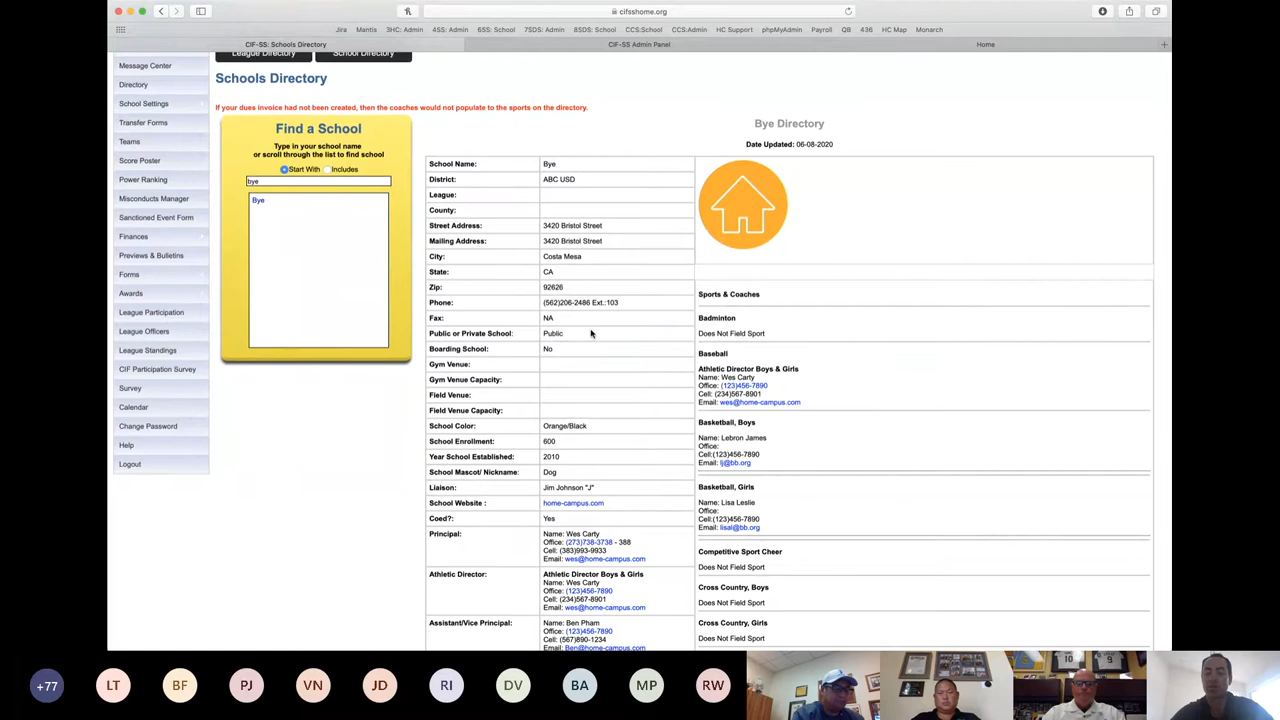 cifsshome.org
Jira Mantis 3HC: Admin 4SS: Admin 6SS: School 7SDS: Admin 8SDS: School CCS:School CCS:Admin HC Support phpMyAdmin Payroll QB 436 HC Map Monarch
CIF-SS: Schools Directory CIF-SS Admin Panel Home
League Directory School Directory
Message Center
Directory
School Settings
Transfer Forms
Teams
Score Poster
Power Ranking
Misconducts Manager
Sanctioned Event Form
Finances
Previews & Bulletins
Forms
Awards
League Participation
League Officers
League Standings
CIF Participation Survey
Survey
Calendar
Change Password
Help
Logout
Schools Directory
If your dues invoice had not been created, then the coaches would not populate to the sports on the directory.
Find a School
Type in your school name
or scroll through the list to find school
Start With Includes
bye
Bye
Bye Directory
Date Updated: 06-08-2020
School Name: Bye
District: ABC USD
League:
County:
Street Address: 3420 Bristol Street
Mailing Address: 3420 Bristol Street
City: Costa Mesa
State: CA
Zip: 92626
Phone: (562)206-2486 Ext.:103
Fax: NA
Public or Private School: Public
Boarding School: No
Gym Venue:
Gym Venue Capacity:
Field Venue:
Field Venue Capacity:
School Color: Orange/Black
School Enrollment: 600
Year School Established: 2010
School Mascot/ Nickname: Dog
Liaison: Jim Johnson "J"
School Website : home-campus.com
Coed?: Yes
Principal: Name: Wes Carty
Office: (273)738-3738 - 388
Cell: (383)993-9933
Email: wes@home-campus.com
Athletic Director: Athletic Director Boys & Girls
Name: Wes Carty
Office: (123)456-7890
Cell: (234)567-8901
Email: wes@home-campus.com
Assistant/Vice Principal: Name: Ben Pham
Office: (123)456-7890
Cell: (567)890-1234
Email: Ben@home-campus.com
Sports & Coaches
Badminton
Does Not Field Sport
Baseball
Athletic Director Boys & Girls
Name: Wes Carty
Office: (123)456-7890
Cell: (234)567-8901
Email: wes@home-campus.com
Basketball, Boys
Name: Lebron James
Office:
Cell:(123)456-7890
Email: lj@bb.org
Basketball, Girls
Name: Lisa Leslie
Office:
Cell:(123)456-7890
Email: lisal@bb.org
Competitive Sport Cheer
Does Not Field Sport
Cross Country, Boys
Does Not Field Sport
Cross Country, Girls
Does Not Field Sport
+77 LT BF PJ VN JD RI DV BA MP RW
10 9